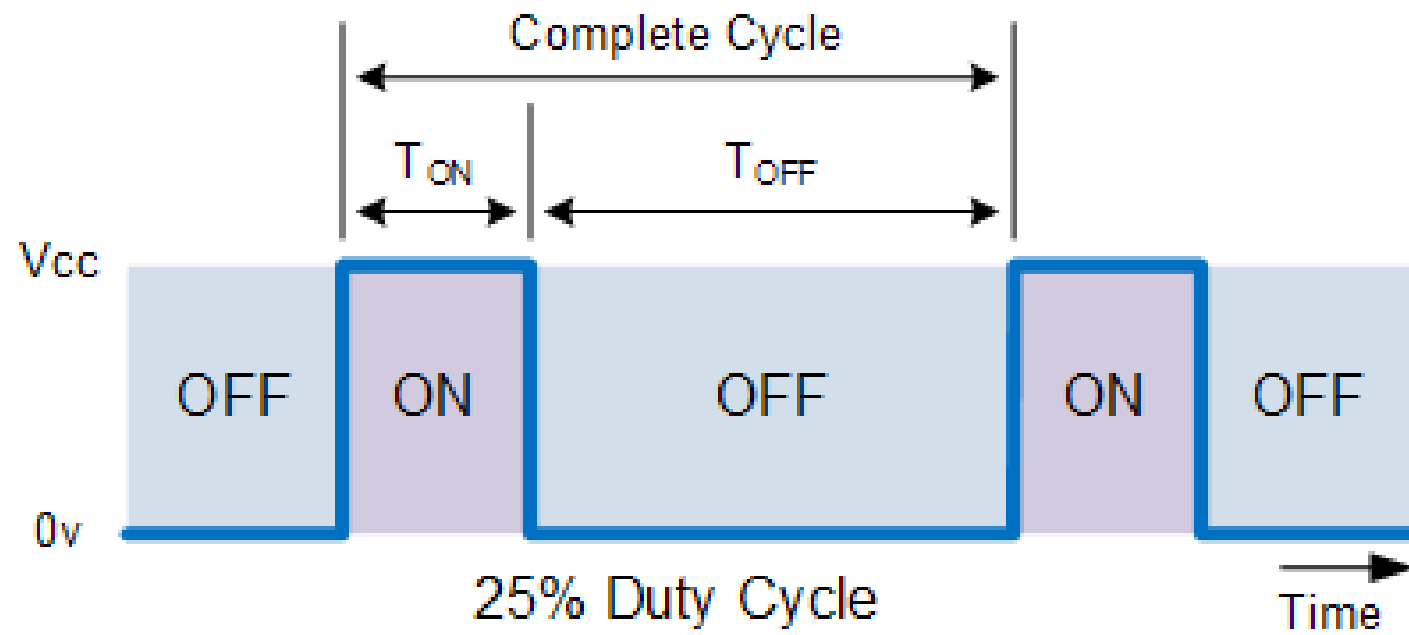 Complete Cycle
TON TOFF
Vcc
OFF ON OFF ON OFF
0v
25% Duty Cycle
Time